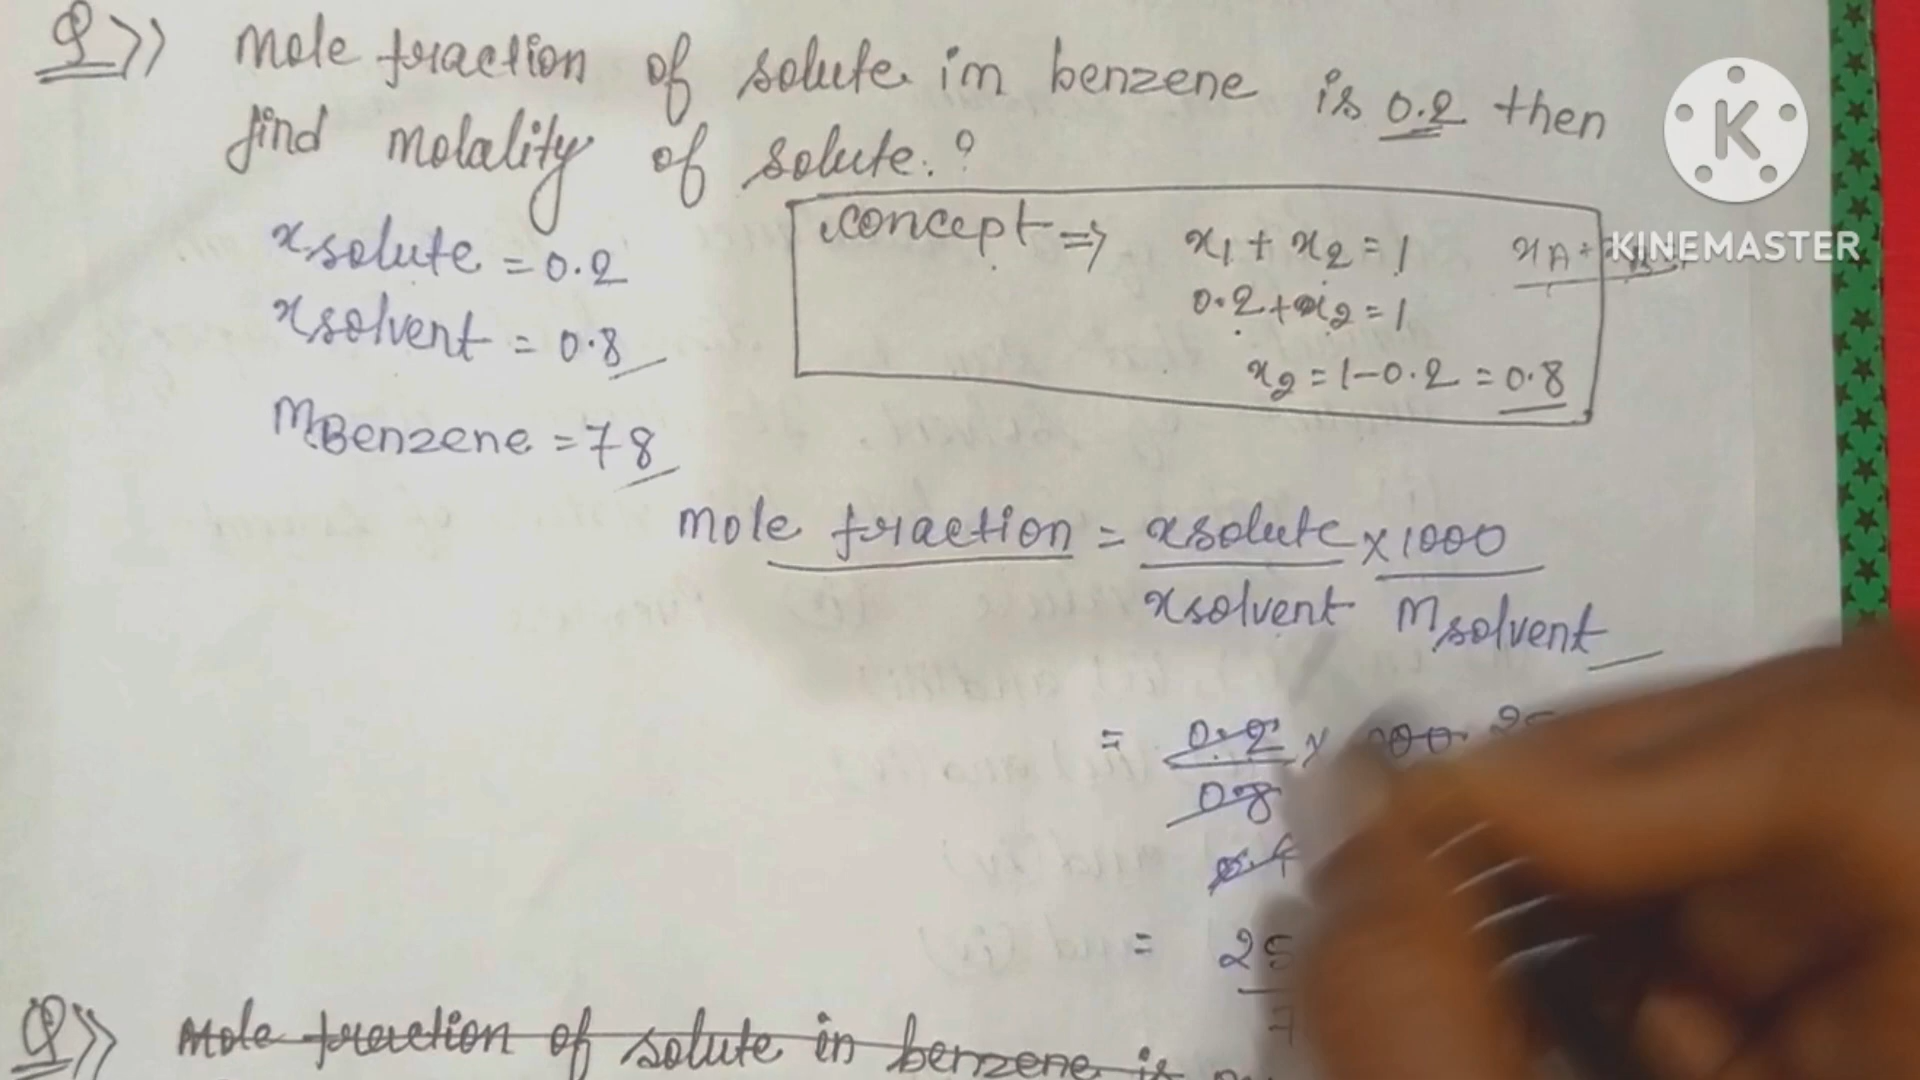 Q>> Mole fraction of solute in benzene is 0.2 then
find molality of solute.?
xsolute = 0.2
xsolvent = 0.8
MBenzene = 78
concept => x1 + x2 = 1
0.2 + x2 = 1
x2 = 1-0.2 = 0.8
xA +
K
KINEMASTER
mole fraction = xsolute/xsolvent × 1000/Msolvent
= 0.2/0.8 ×
= 25
Q>> Mole fraction of solute in benzene is